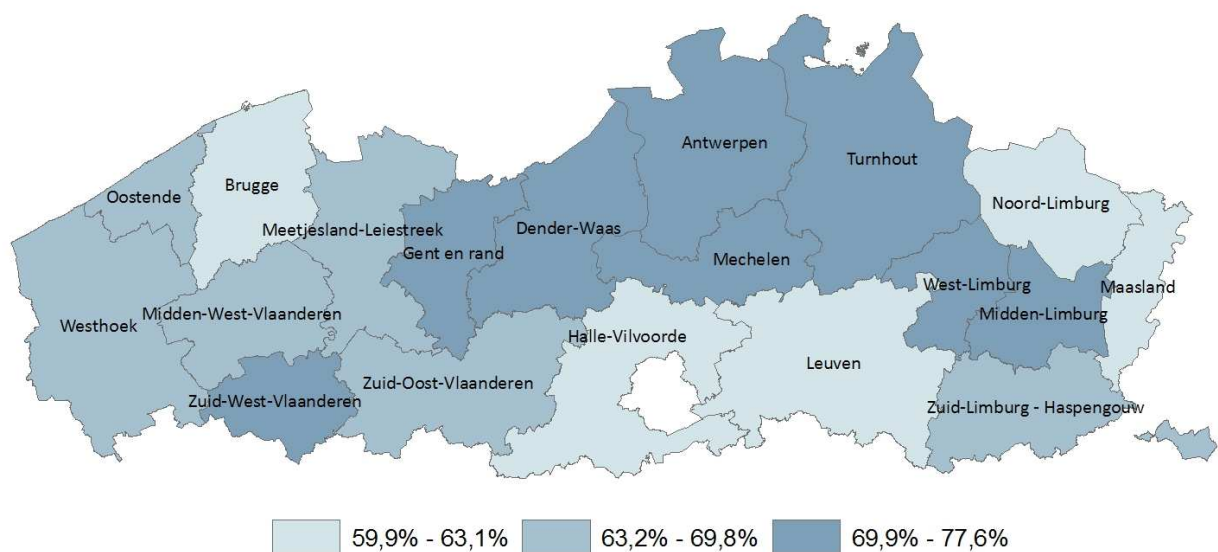 Antwerpen
Turnhout
Brugge
Oostende
Noord-Limburg
Meetjesland-Leiestreek
Dender-Waas
Gent en rand
Mechelen
West-Limburg
Maasland
Midden-West-Vlaanderen
Midden-Limburg
Westhoek
Halle-Vilvoorde
Leuven
Zuid-Oost-Vlaanderen
Zuid-West-Vlaanderen
Zuid-Limburg - Haspengouw
59,9% - 63,1% 63,2% - 69,8% 69,9% - 77,6%